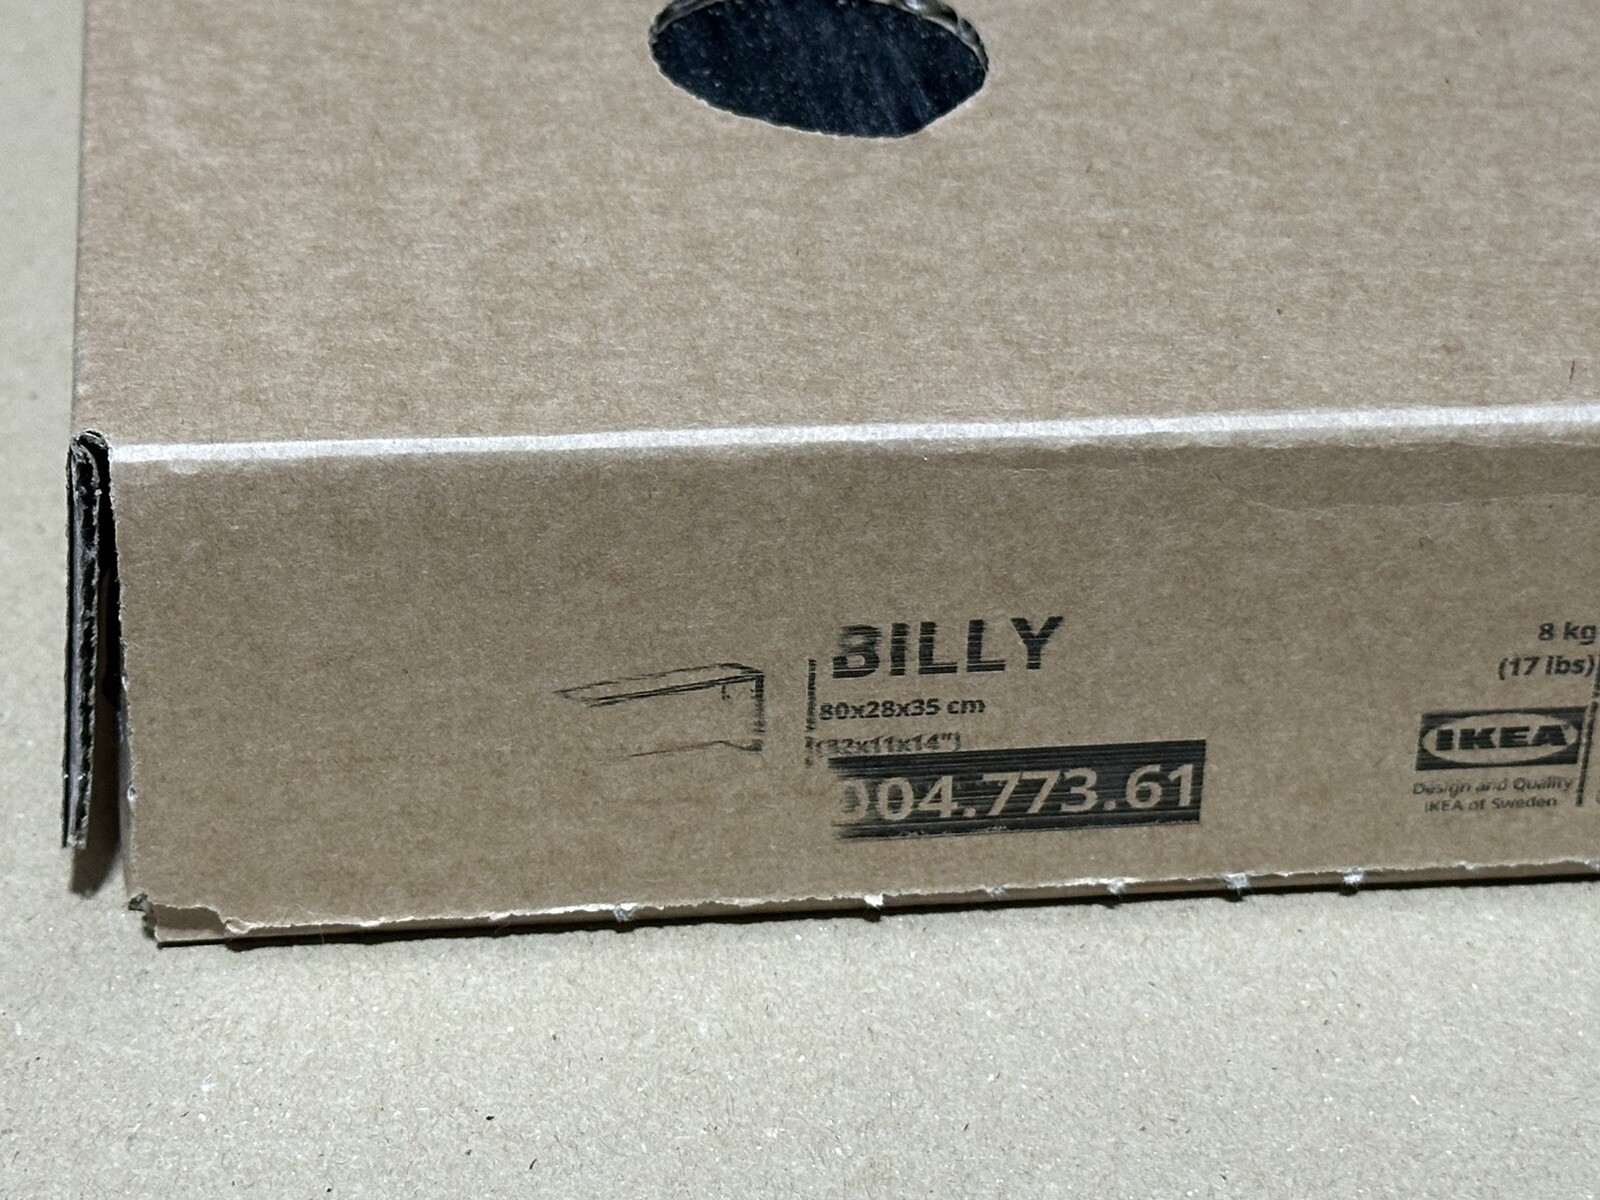 BILLY
80x28x35 cm
(32x11x14")
004.773.61
8 kg
(17 lbs)
IKEA
Design and Quality
IKEA of Sweden